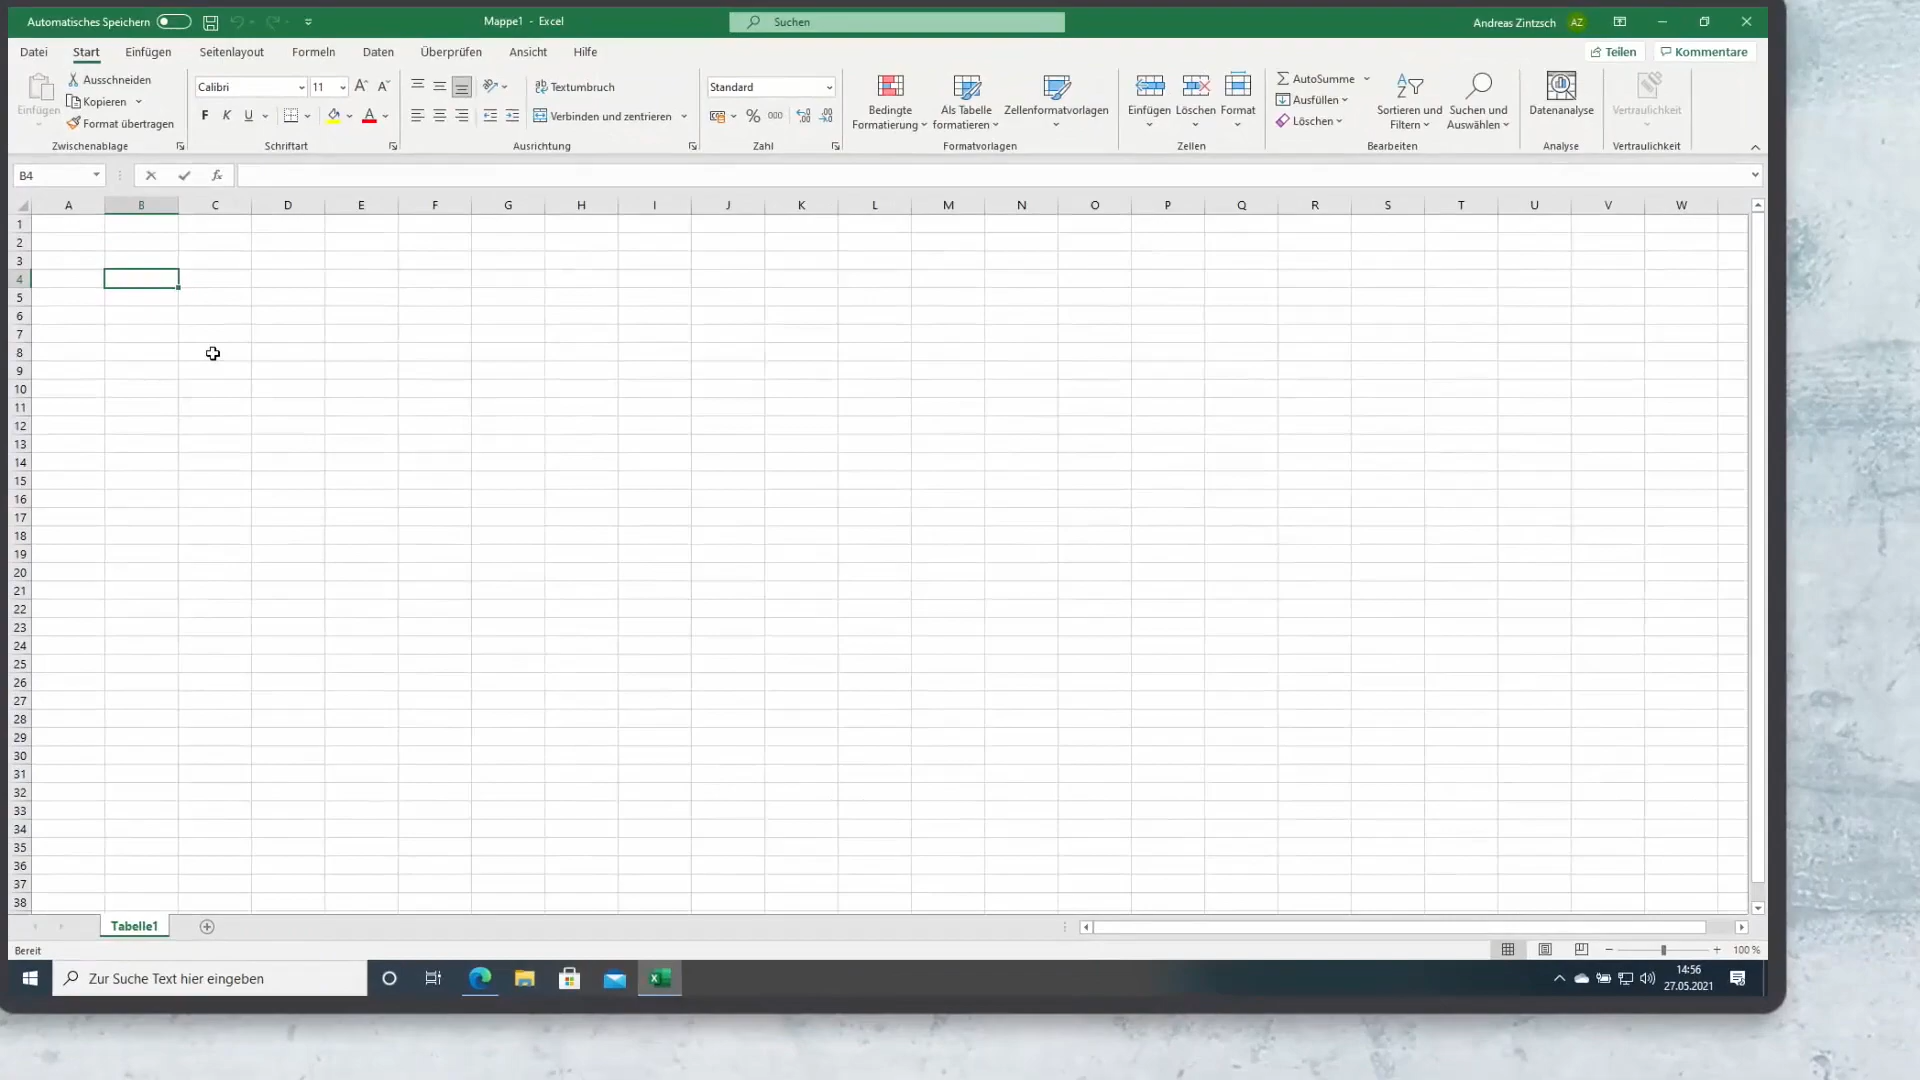 Automatisches Speichern
Mappe1 - Excel
Suchen
Andreas Zintzsch AZ
Datei Start Einfügen Seitenlayout Formeln Daten Überprüfen Ansicht Hilfe
Teilen Kommentare
Einfügen
Ausschneiden
Kopieren
Format übertragen
Zwischenablage
Calibri 11
F K U
Schriftart
Textumbruch
Verbinden und zentrieren
Ausrichtung
Standard
% 000
Zahl
Bedingte Formatierung
Als Tabelle formatieren
Zellenformatvorlagen
Formatvorlagen
Einfügen Löschen Format
Zellen
AutoSumme
Ausfüllen
Löschen
Sortieren und Filtern
Suchen und Auswählen
Bearbeiten
Datenanalyse
Analyse
Vertraulichkeit
Vertraulichkeit
B4
fx
A B C D E F G H I J K L M N O P Q R S T U V W
1
2
3
4
5
6
7
8
9
10
11
12
13
14
15
16
17
18
19
20
21
22
23
24
25
26
27
28
29
30
31
32
33
34
35
36
37
38
Tabelle1
Bereit
100 %
Zur Suche Text hier eingeben
14:56
27.05.2021